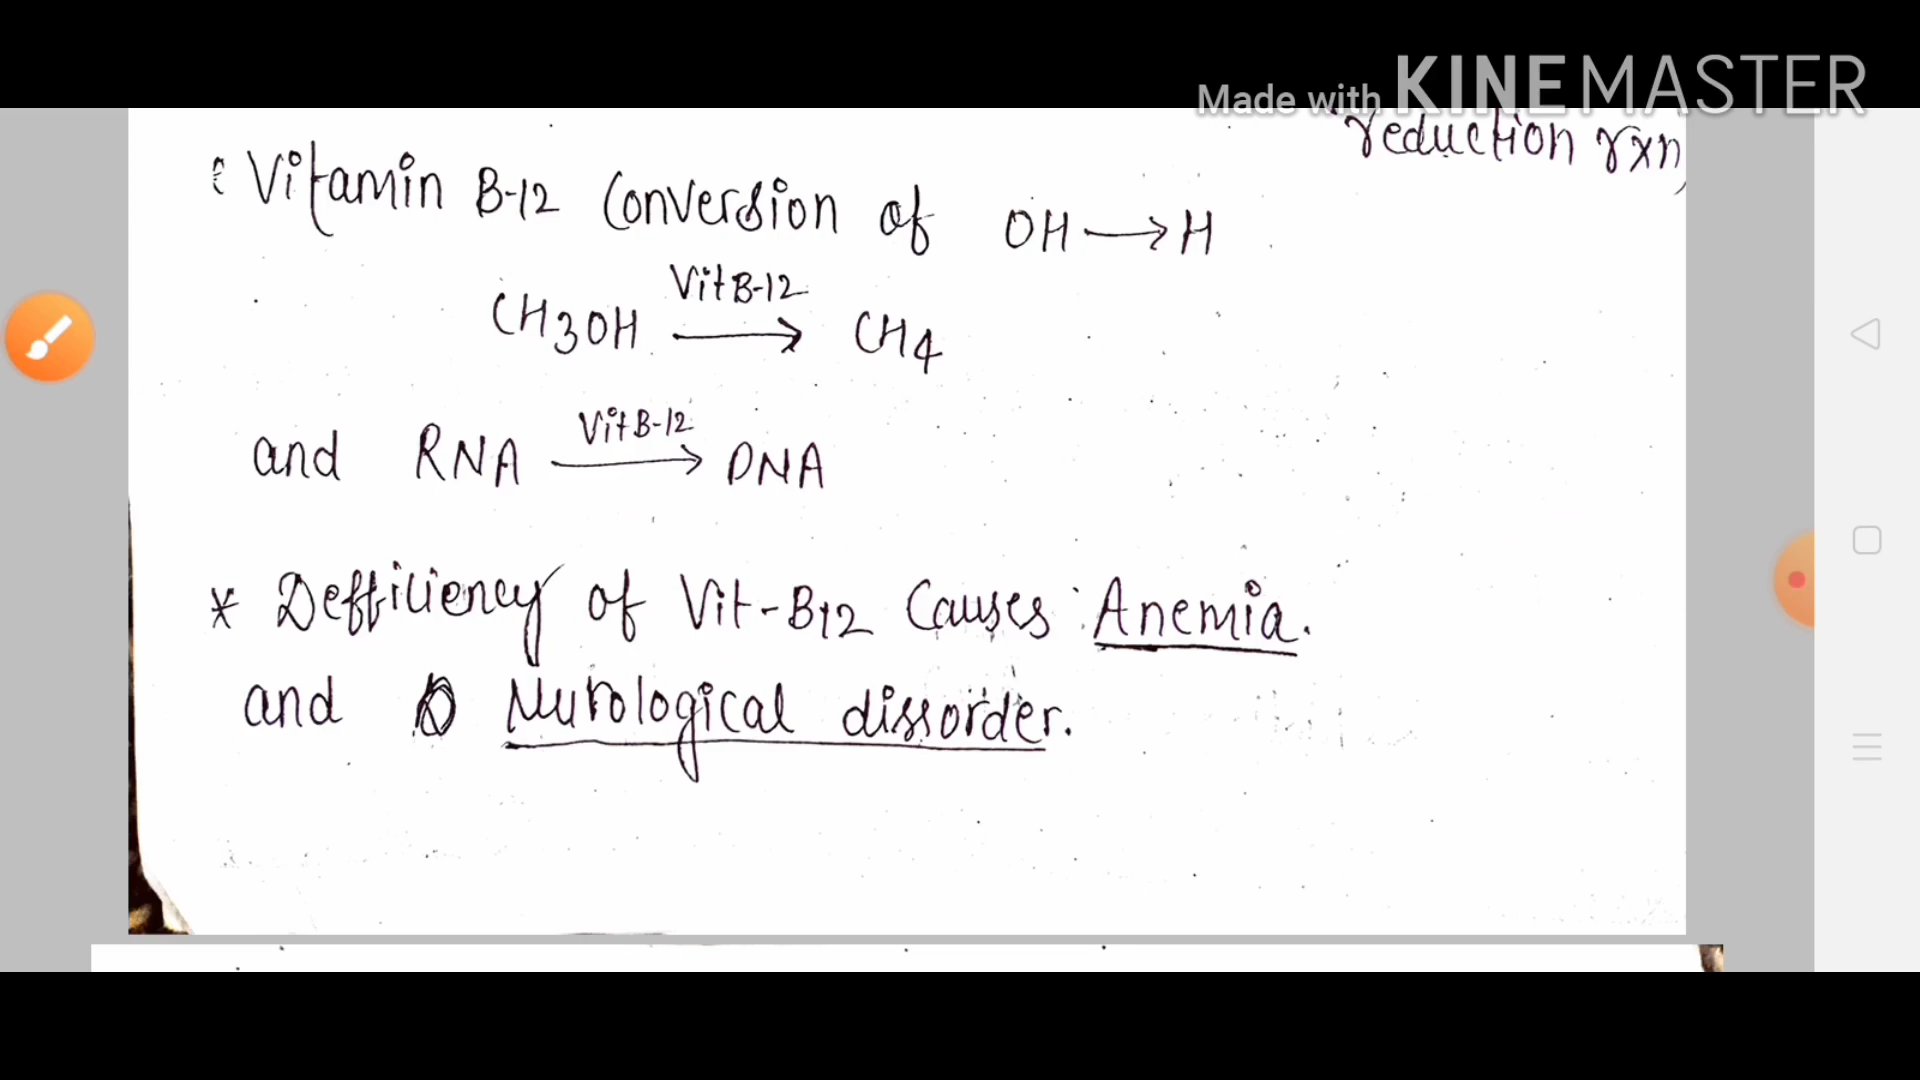 Made with KINEMASTER
reduction rxn
Vitamin B-12 Conversion of OH → H
Vit B-12
CH3OH → CH4
Vit B-12
and RNA → DNA
* Defficiency of Vit-B12 Causes Anemia.
and Nurological dissorder.